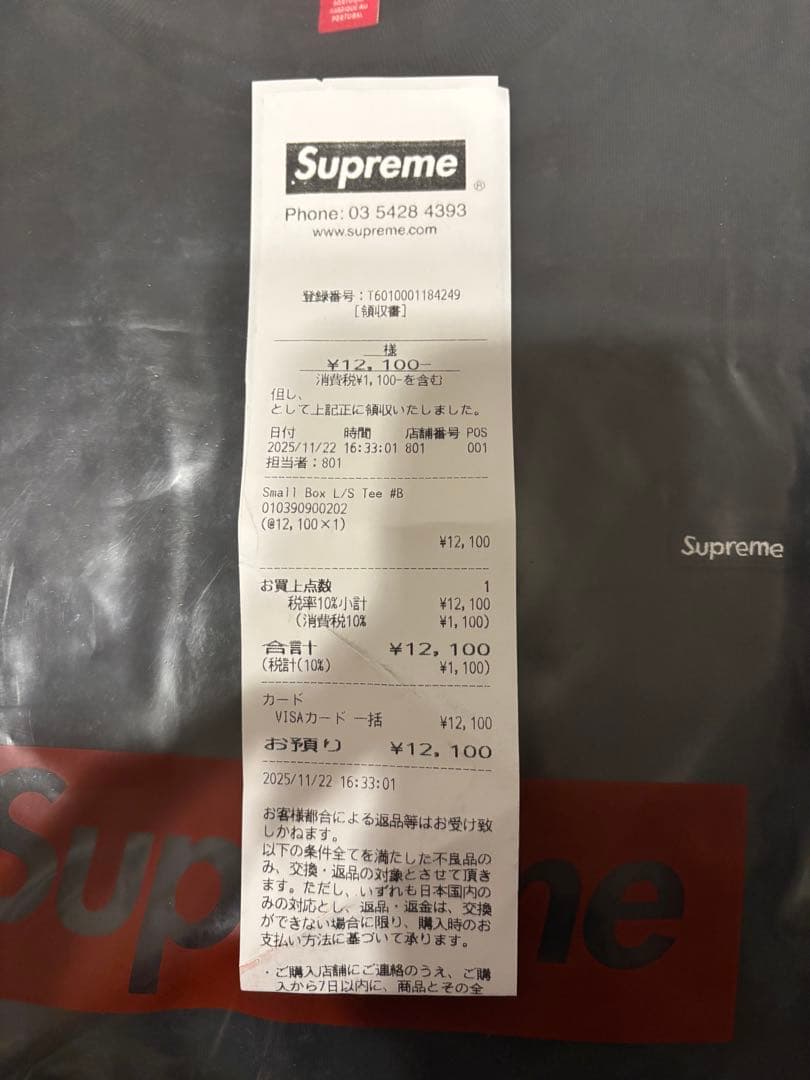 PORTUGAL
Supreme
®
Phone: 03 5428 4393
www.supreme.com
登録番号：T6010001184249
[領収書]
様
¥12,100-
消費税¥1,100-を含む
但し、
として上記正に領収いたしました。
日付 時間 店舗番号 POS
2025/11/22 16:33:01 801 001
担当者：801
Small Box L/S Tee #B
010390900202
(@12,100×1)
¥12,100
お買上点数 1
税率10%小計 ¥12,100
(消費税10% ¥1,100)
合計 ¥12,100
(税計(10%) ¥1,100)
カード
VISAカード 一括 ¥12,100
お預り ¥12,100
2025/11/22 16:33:01
お客様都合による返品等はお受け致
しかねます。
以下の条件全てを満たした不良品の
み、交換・返品の対象とさせて頂き
ます。ただし、いずれも日本国内の
みの対応とし、返品・返金は、交換
ができない場合に限り、購入時のお
支払い方法に基づいて承ります。
・ご購入店舗にご連絡のうえ、ご購
入から7日以内に、商品とその全
Supreme
Supreme